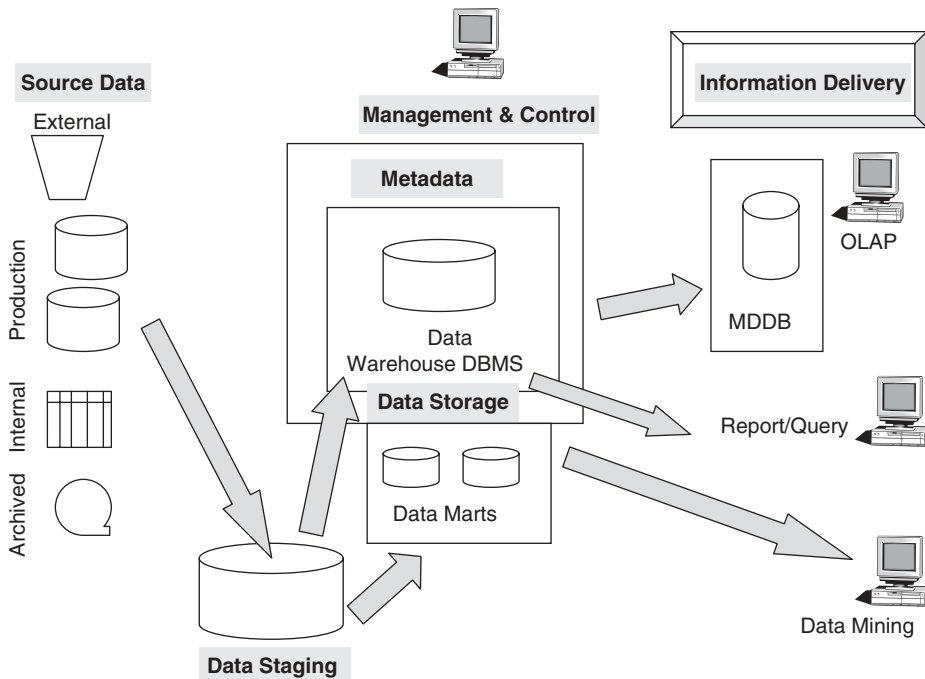 Source Data
External
Production
Internal
Archived
Data Staging
Management & Control
Metadata
Data
Warehouse DBMS
Data Storage
Data Marts
Information Delivery
OLAP
MDDB
Report/Query
Data Mining